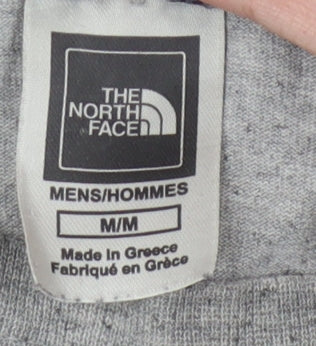 THE
NORTH
FACE
MENS/HOMMES
M/M
Made in Greece
Fabriqué en Grèce